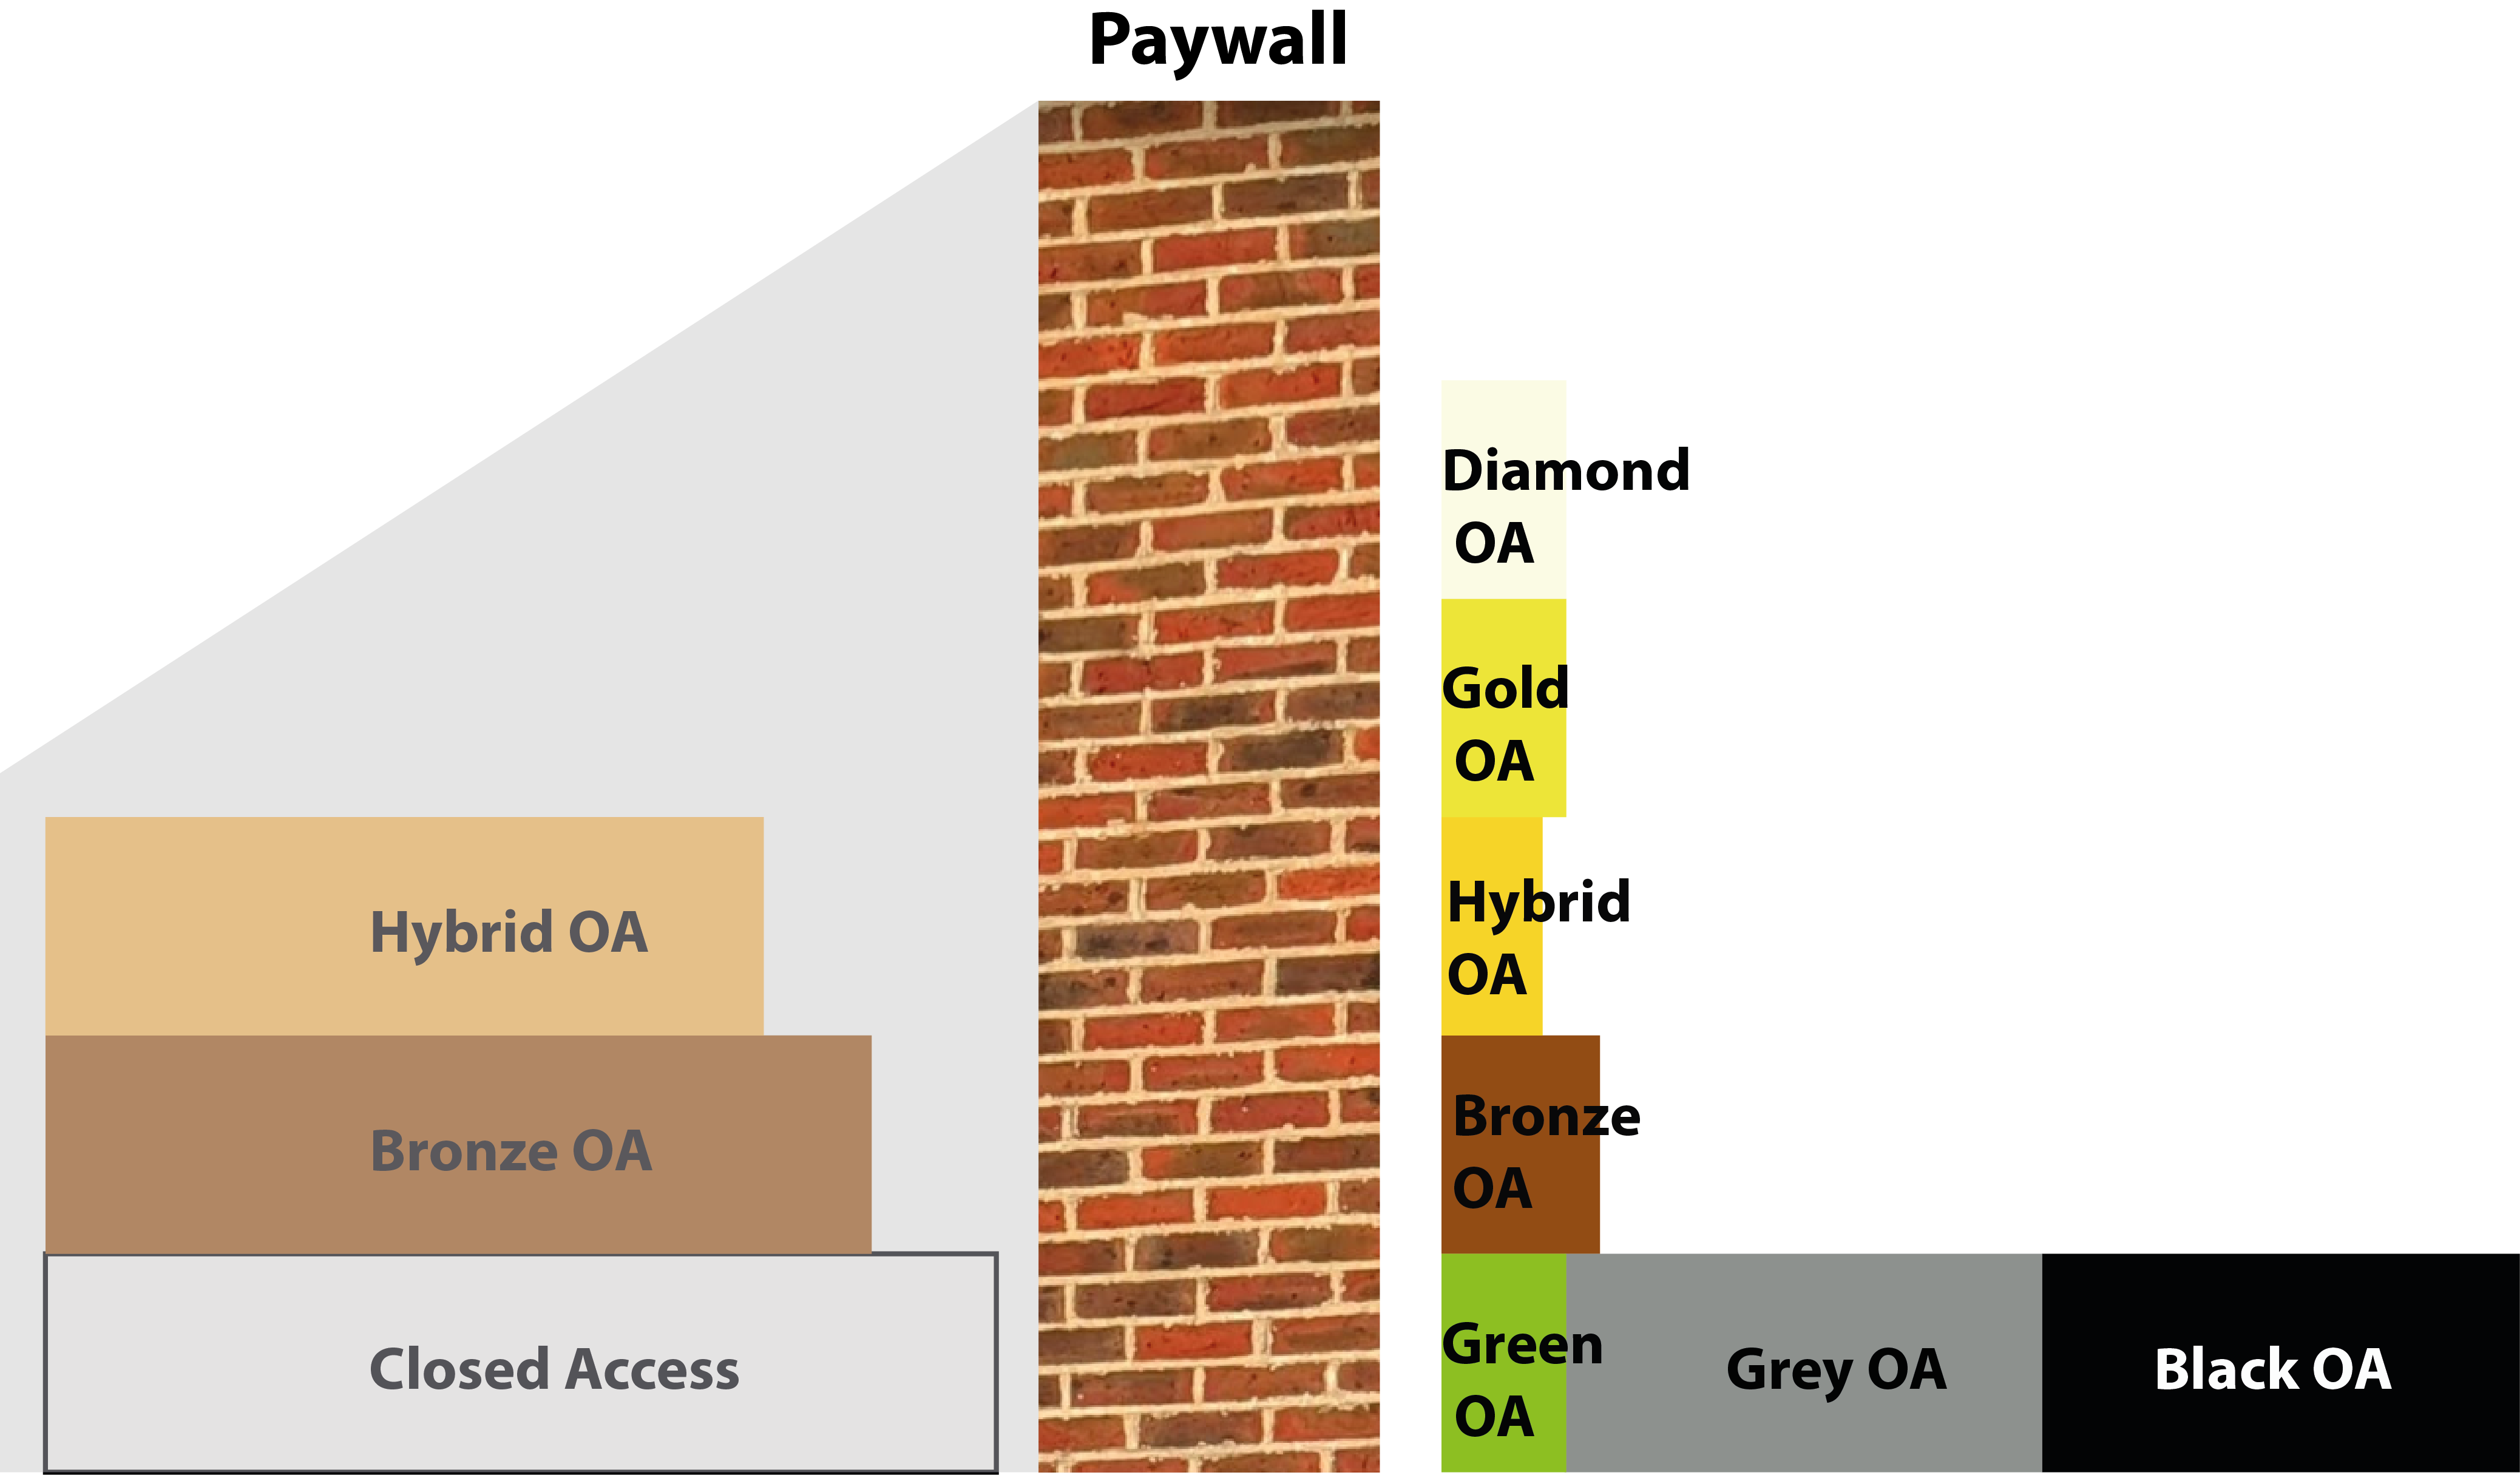 Paywall
Hybrid OA
Bronze OA
Closed Access
Diamond
OA
Gold
OA
Hybrid
OA
Bronze
OA
Green
OA
Grey OA
Black OA